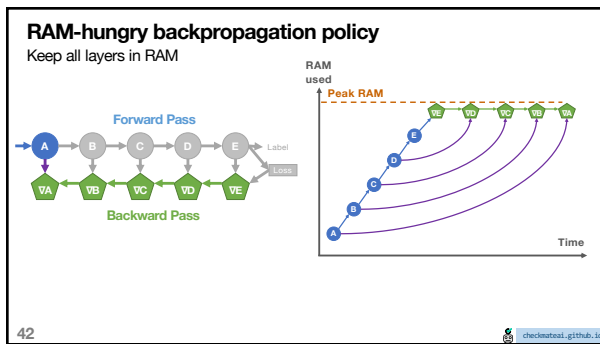 RAM-hungry backpropagation policy
Keep all layers in RAM
Forward Pass
A B C D E Label
Loss
∇A ∇B ∇C ∇D ∇E
Backward Pass
RAM
used
Peak RAM
∇E ∇D ∇C ∇B ∇A
E
D
C
B
A
Time
42
checkmateai.github.io